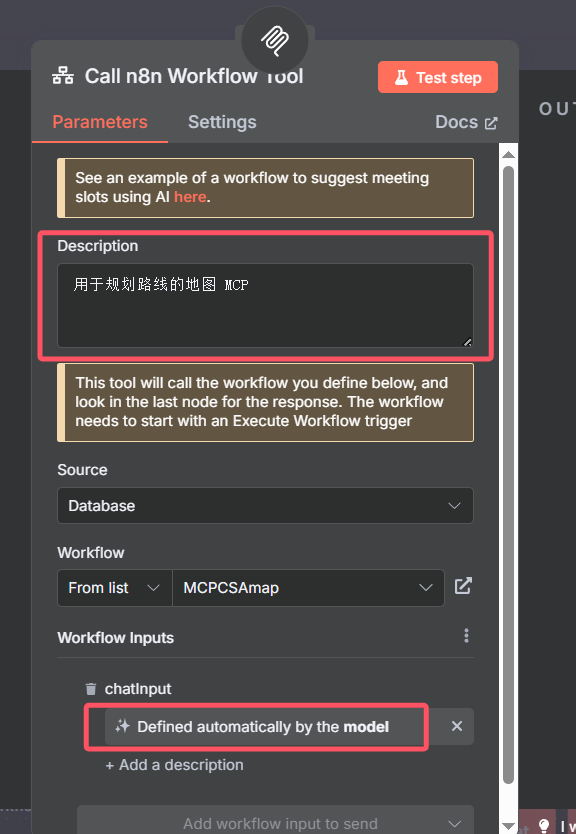 Call n8n Workflow Tool
Test step
OUT
Parameters
Settings
Docs
See an example of a workflow to suggest meeting
slots using AI here.
Description
用于规划路线的地图 MCP
This tool will call the workflow you define below, and
look in the last node for the response. The workflow
needs to start with an Execute Workflow trigger
Source
Database
Workflow
From list
MCPCSAmap
Workflow Inputs
chatInput
Defined automatically by the model
+ Add a description
Add workflow input to send